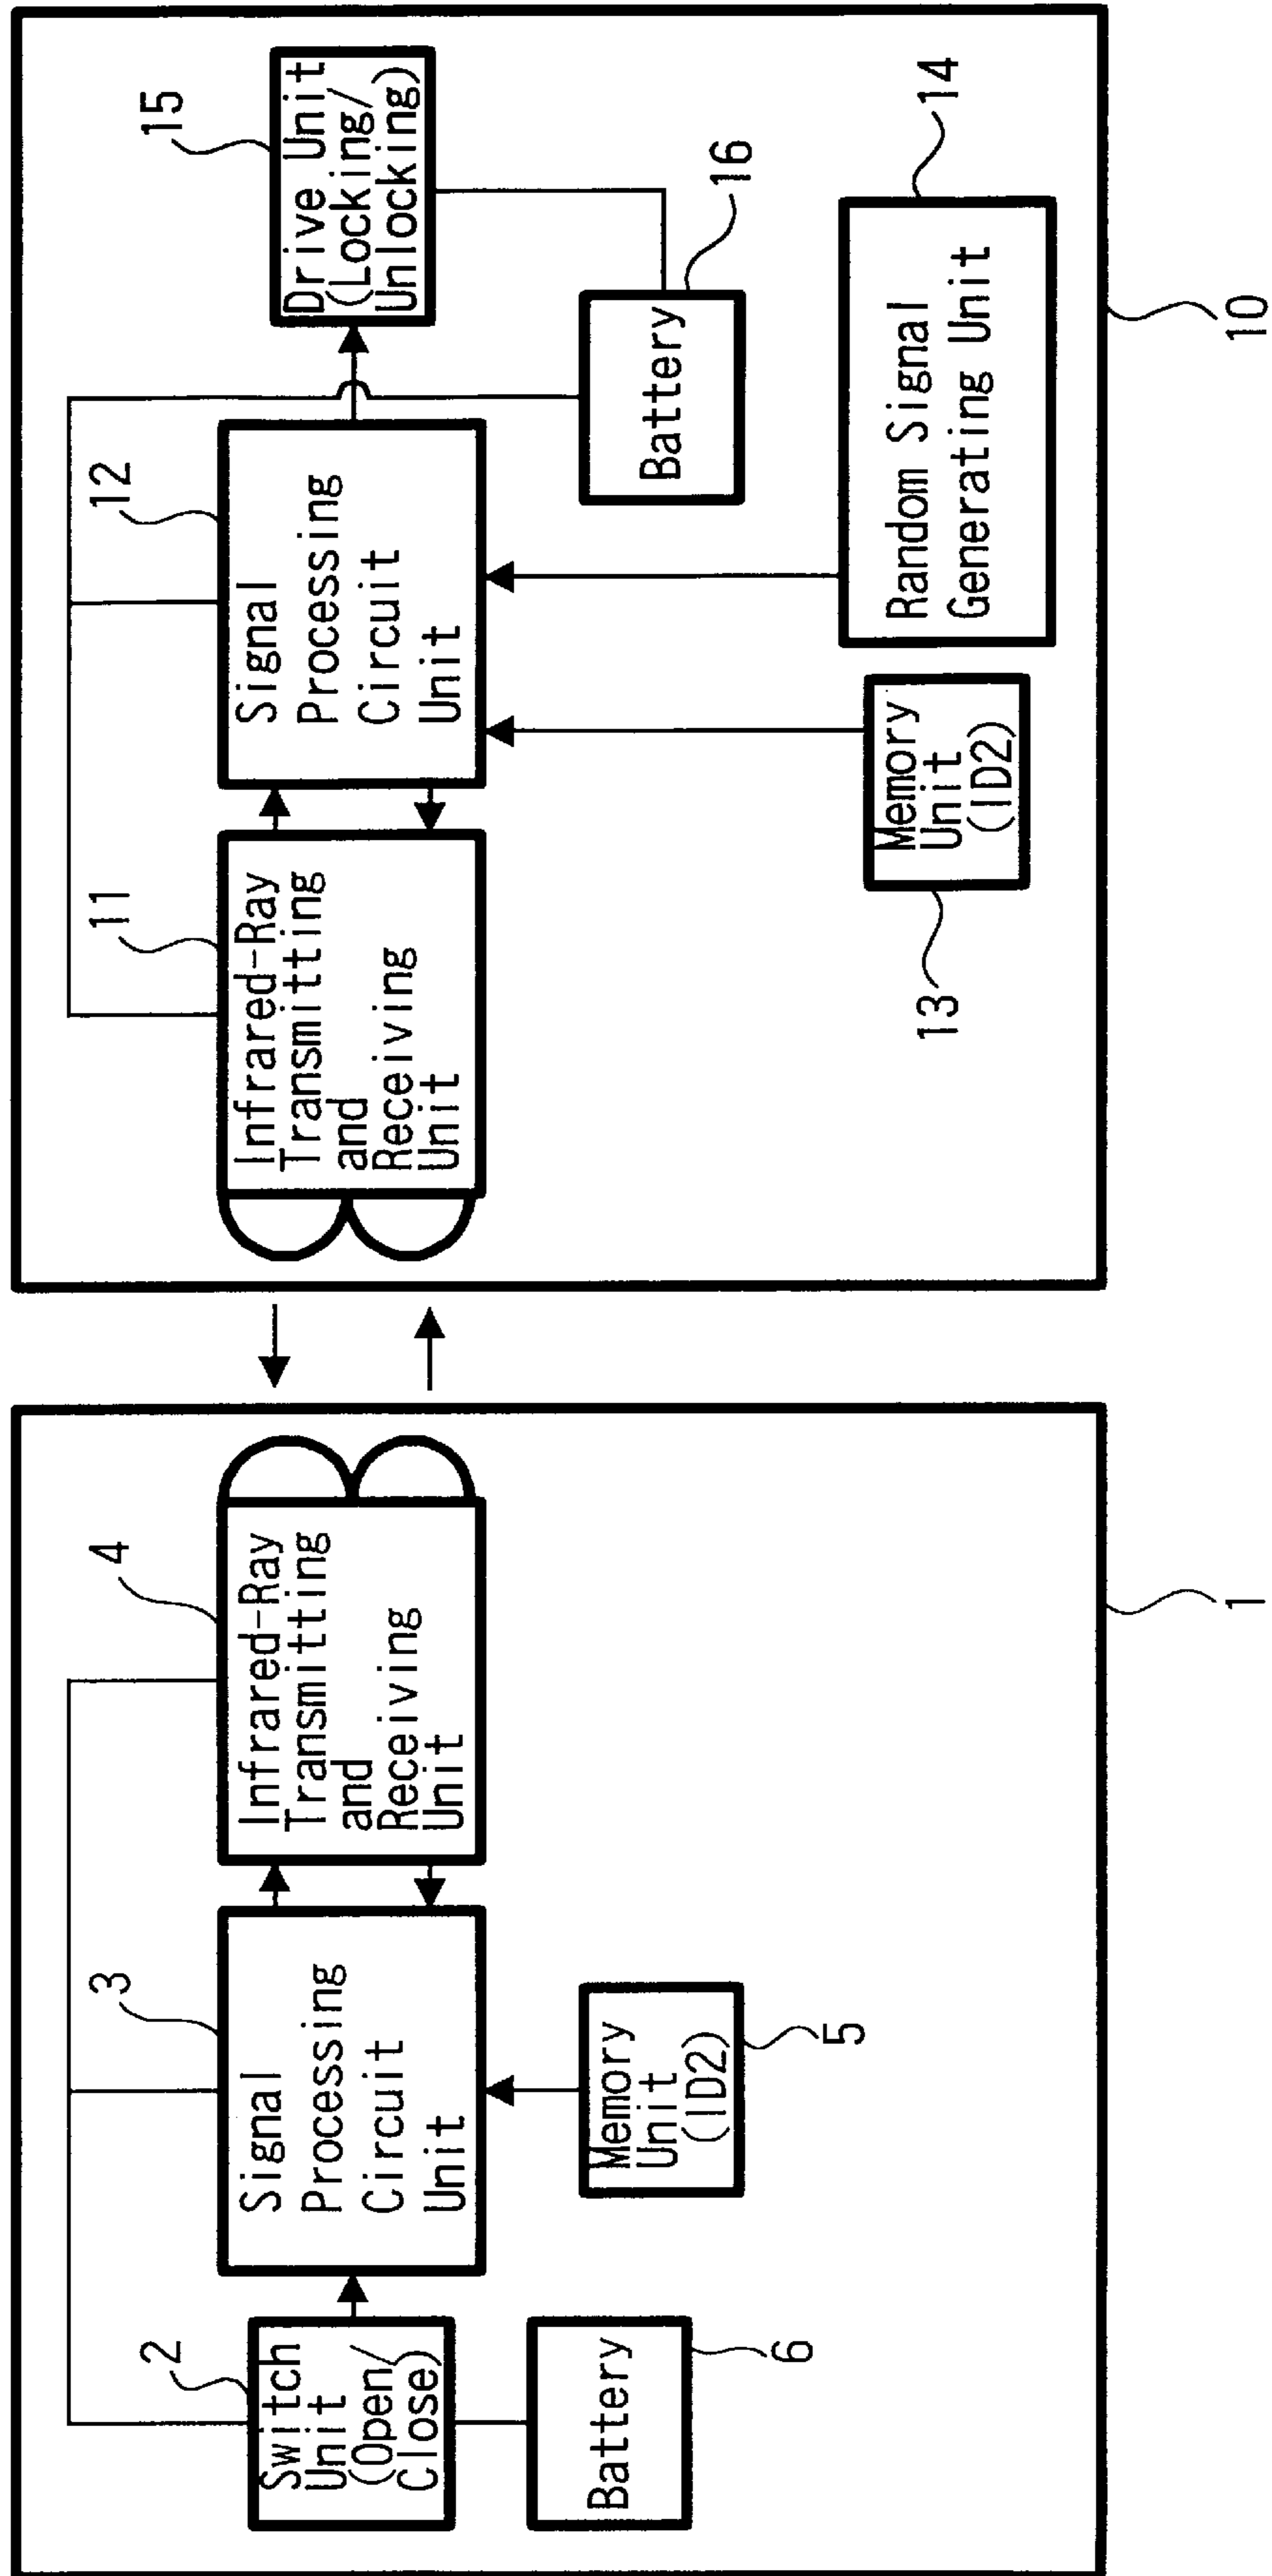 1
2
Switch
Unit
(Open/
Close)
Battery
6
3
Signal
Processing
Circuit
Unit
Memory
Unit
(ID2)
5
4
Infrared-Ray
Transmitting
and
Receiving
Unit
10
11
Infrared-Ray
Transmitting
and
Receiving
Unit
12
Signal
Processing
Circuit
Unit
13
Memory
Unit
(ID2)
Random Signal
Generating Unit
14
Battery
16
15
Drive Unit
(Locking/
Unlocking)